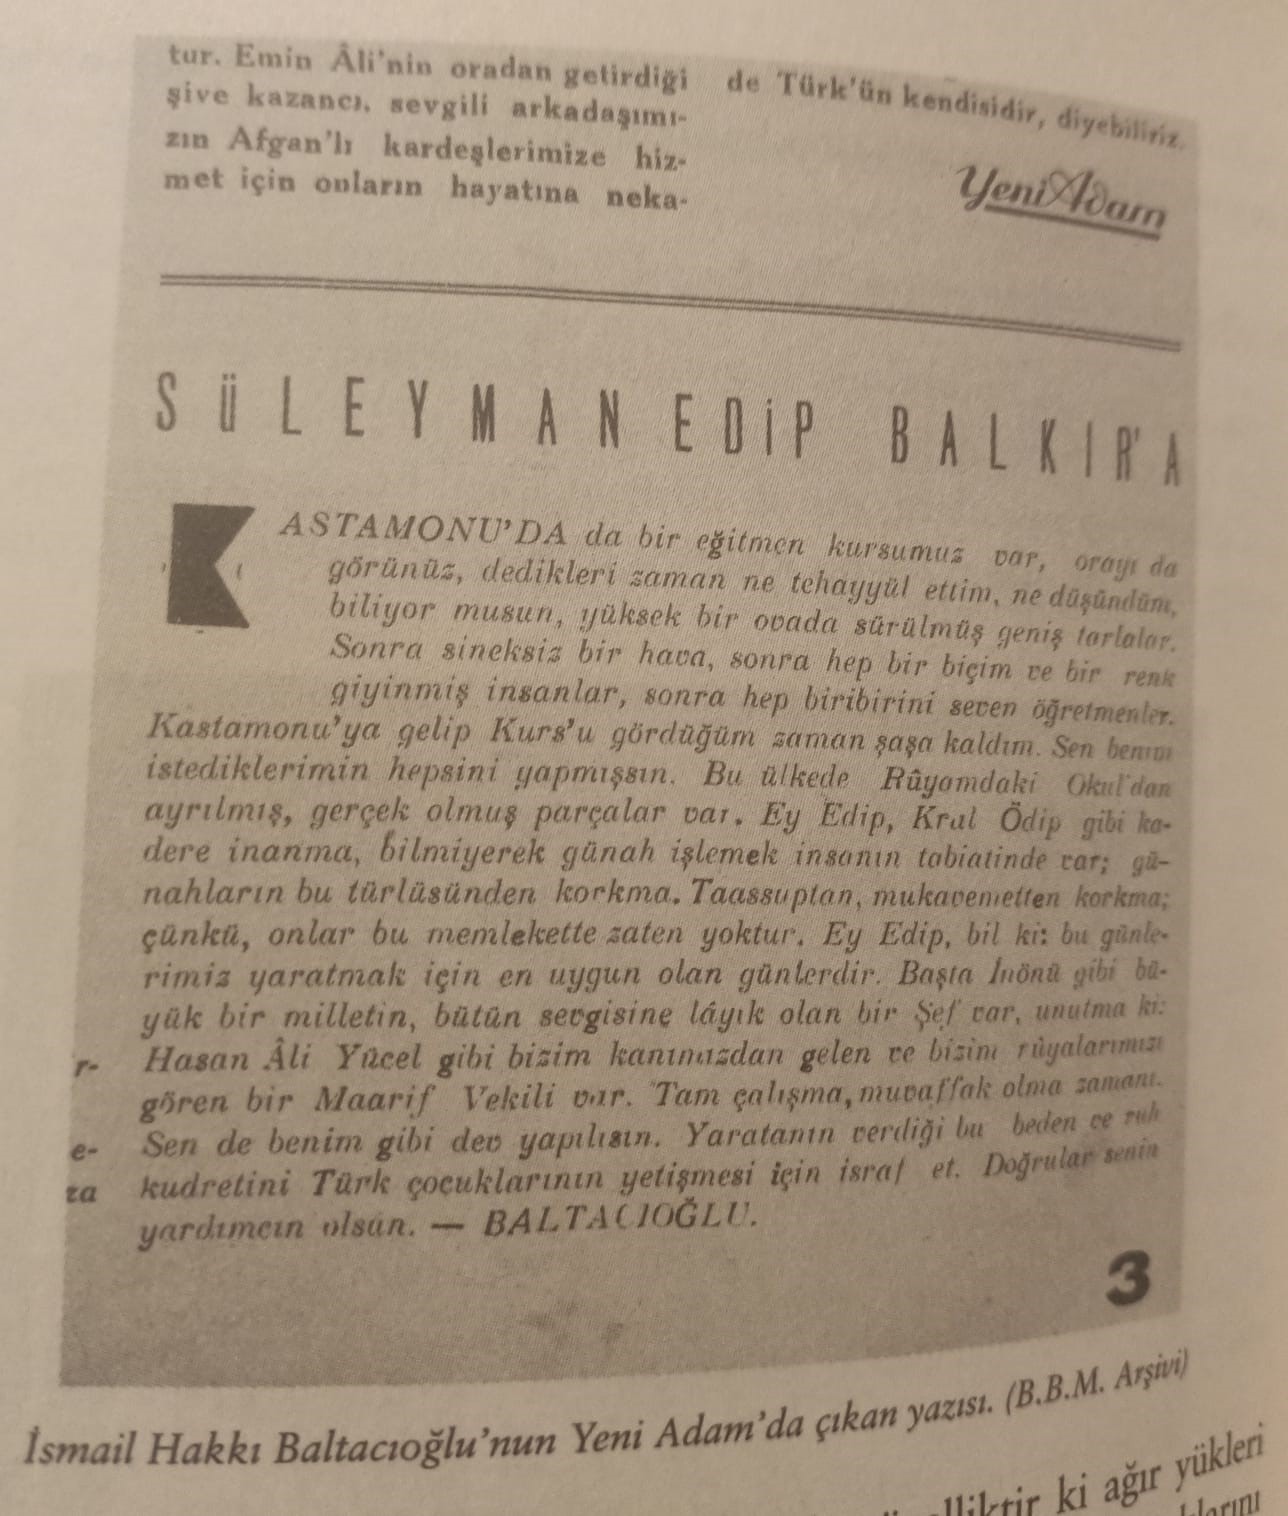 tur. Emin Âli'nin oradan getirdiği
şive kazancı, sevgili arkadaşımı-
zın Afgan'lı kardeşlerimize hiz-
met için onların hayatına neka-
de Türk'ün kendisidir, diyebiliriz.
Yeni Adam
SÜLEYMAN EDİP BALKIR'A
KASTAMONU'DA da bir eğitmen kursumuz var, orayı da
görünüz, dedikleri zaman ne tehayyül ettim, ne düşündüm,
biliyor musun, yüksek bir ovada sürülmüş geniş tarlalar.
Sonra sineksiz bir hava, sonra hep bir biçim ve bir renk
giyinmiş insanlar, sonra hep biribirini seven öğretmenler.
Kastamonu'ya gelip Kurs'u gördüğüm zaman şaşa kaldım. Sen benim
istediklerimin hepsini yapmışsın. Bu ülkede Rûyamdaki Okul'dan
ayrılmış, gerçek olmuş parçalar var. Ey Edip, Kral Ödip gibi ka-
dere inanma, bilmiyerek günah işlemek insanın tabiatinde var; gü-
nahların bu türlüsünden korkma. Taassuptan, mukavemetten korkma;
çünkü, onlar bu memlekette zaten yoktur. Ey Edip, bil ki: bu günle-
rimiz yaratmak için en uygun olan günlerdir. Başta İnönü gibi bü-
yük bir milletin, bütün sevgisine lâyık olan bir Şef var, unutma ki:
Hasan Âli Yücel gibi bizim kanımızdan gelen ve bizim rüyalarımızı
gören bir Maarif Vekili var. Tam çalışma, muvaffak olma zamanı.
Sen de benim gibi dev yapılısın. Yaratanın verdiği bu beden ve ruh
kudretini Türk çocuklarının yetişmesi için israf et. Doğrular senin
yardımcın olsun. — BALTACIOĞLU.
r-
e-
za
3
İsmail Hakkı Baltacıoğlu'nun Yeni Adam'da çıkan yazısı. (B.B.M. Arşivi)
ki ağır yükleri